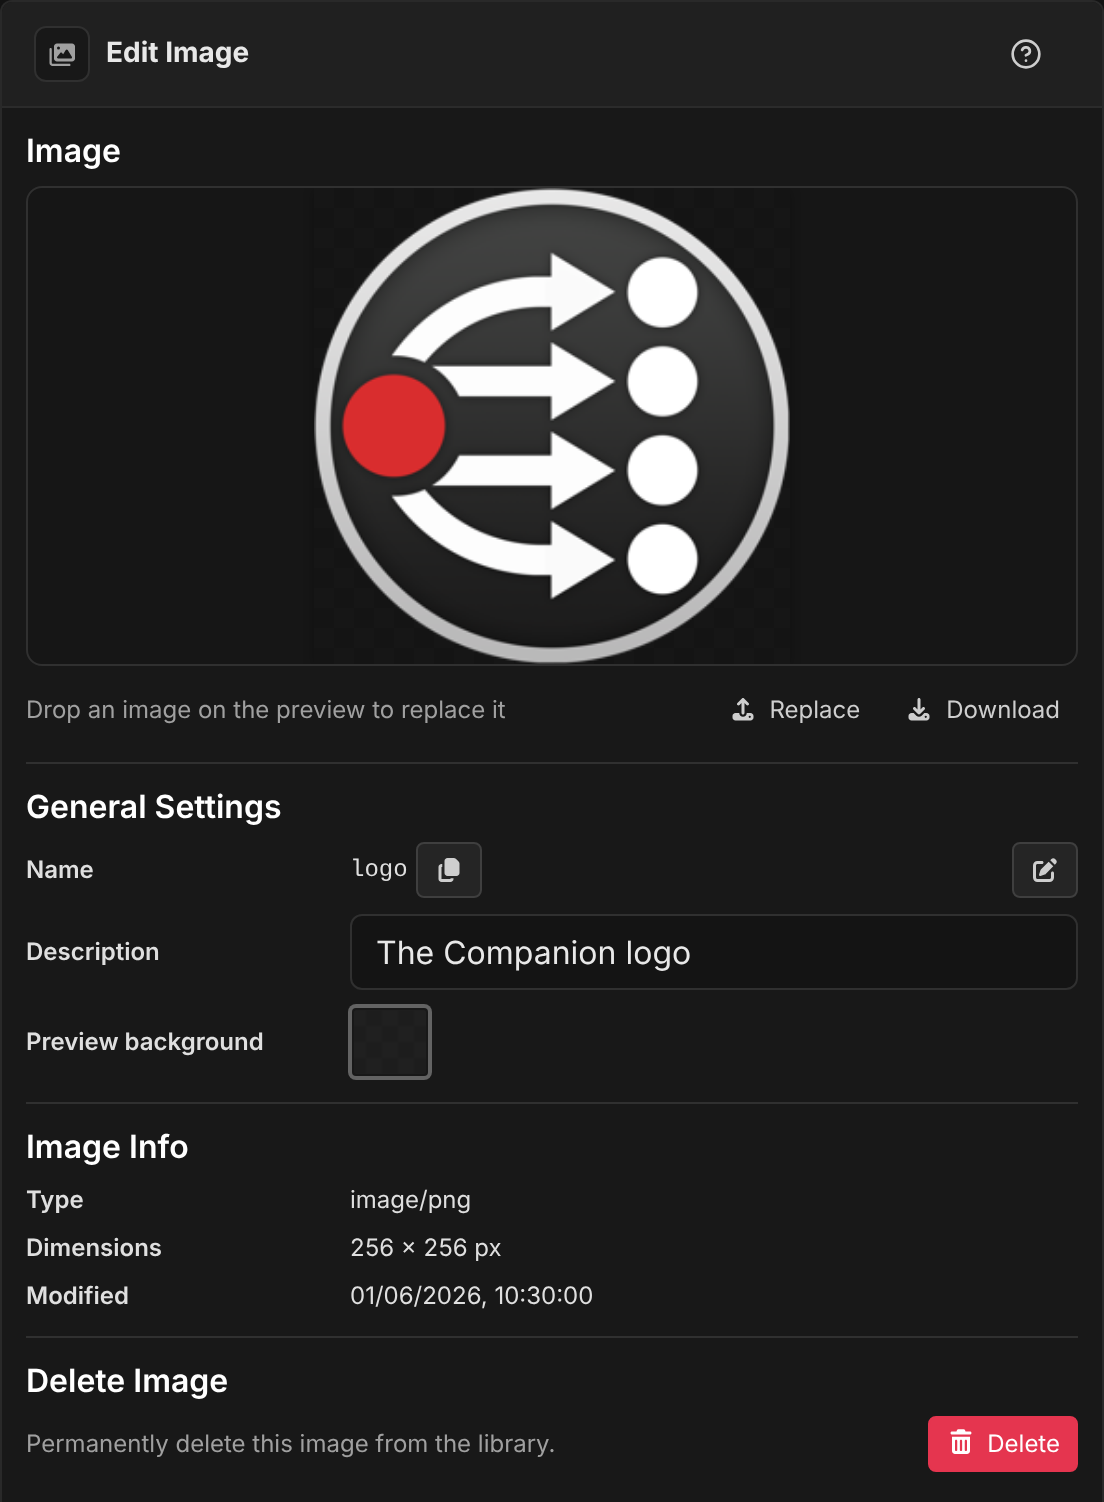 Edit Image
Image
Drop an image on the preview to replace it
Replace
Download
General Settings
Name
logo
Description
The Companion logo
Preview background
Image Info
Type
image/png
Dimensions
256 × 256 px
Modified
01/06/2026, 10:30:00
Delete Image
Permanently delete this image from the library.
Delete